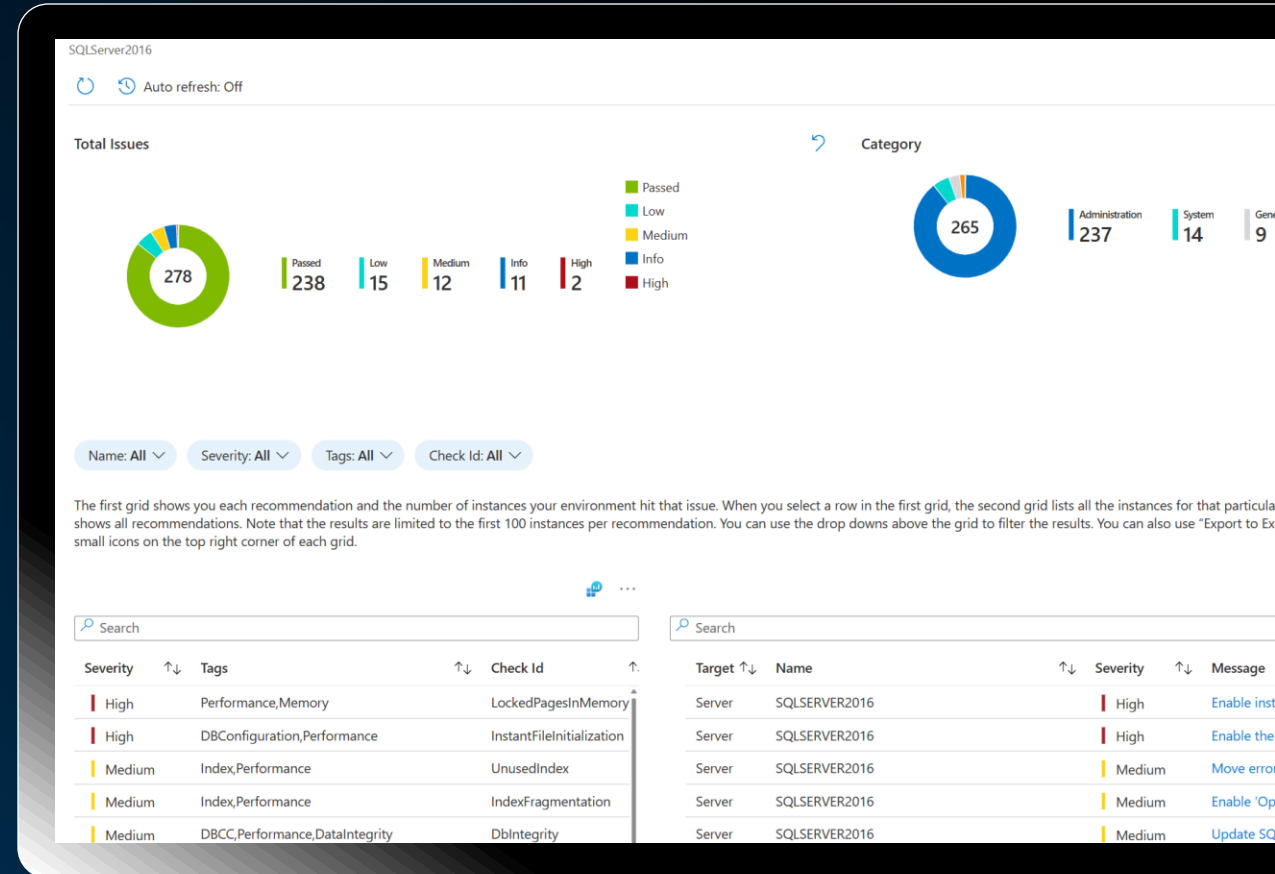 SQLServer2016
Auto refresh: Off
Total Issues
Category
278
Passed
238
Low
15
Medium
12
Info
11
High
2
Passed
Low
Medium
Info
High
265
Administration
237
System
14
9
Name: All
Severity: All
Tags: All
Check Id: All
The first grid shows you each recommendation and the number of instances your environment hit that issue. When you select a row in the first grid, the second grid lists all the instances for that
shows all recommendations. Note that the results are limited to the first 100 instances per recommendation. You can use the drop downs above the grid to filter the results. You can also use "Export to
small icons on the top right corner of each grid.
Search
Search
Severity Tags Check Id
Target Name Severity Message
High Performance,Memory LockedPagesInMemory
Server SQLSERVER2016 High Enable
High DBConfiguration,Performance InstantFileInitialization
Server SQLSERVER2016 High Enable the
Medium Index,Performance UnusedIndex
Server SQLSERVER2016 Medium Move
Medium Index,Performance IndexFragmentation
Server SQLSERVER2016 Medium Enable
Medium DBCC,Performance,DataIntegrity DbIntegrity
Server SQLSERVER2016 Medium Update